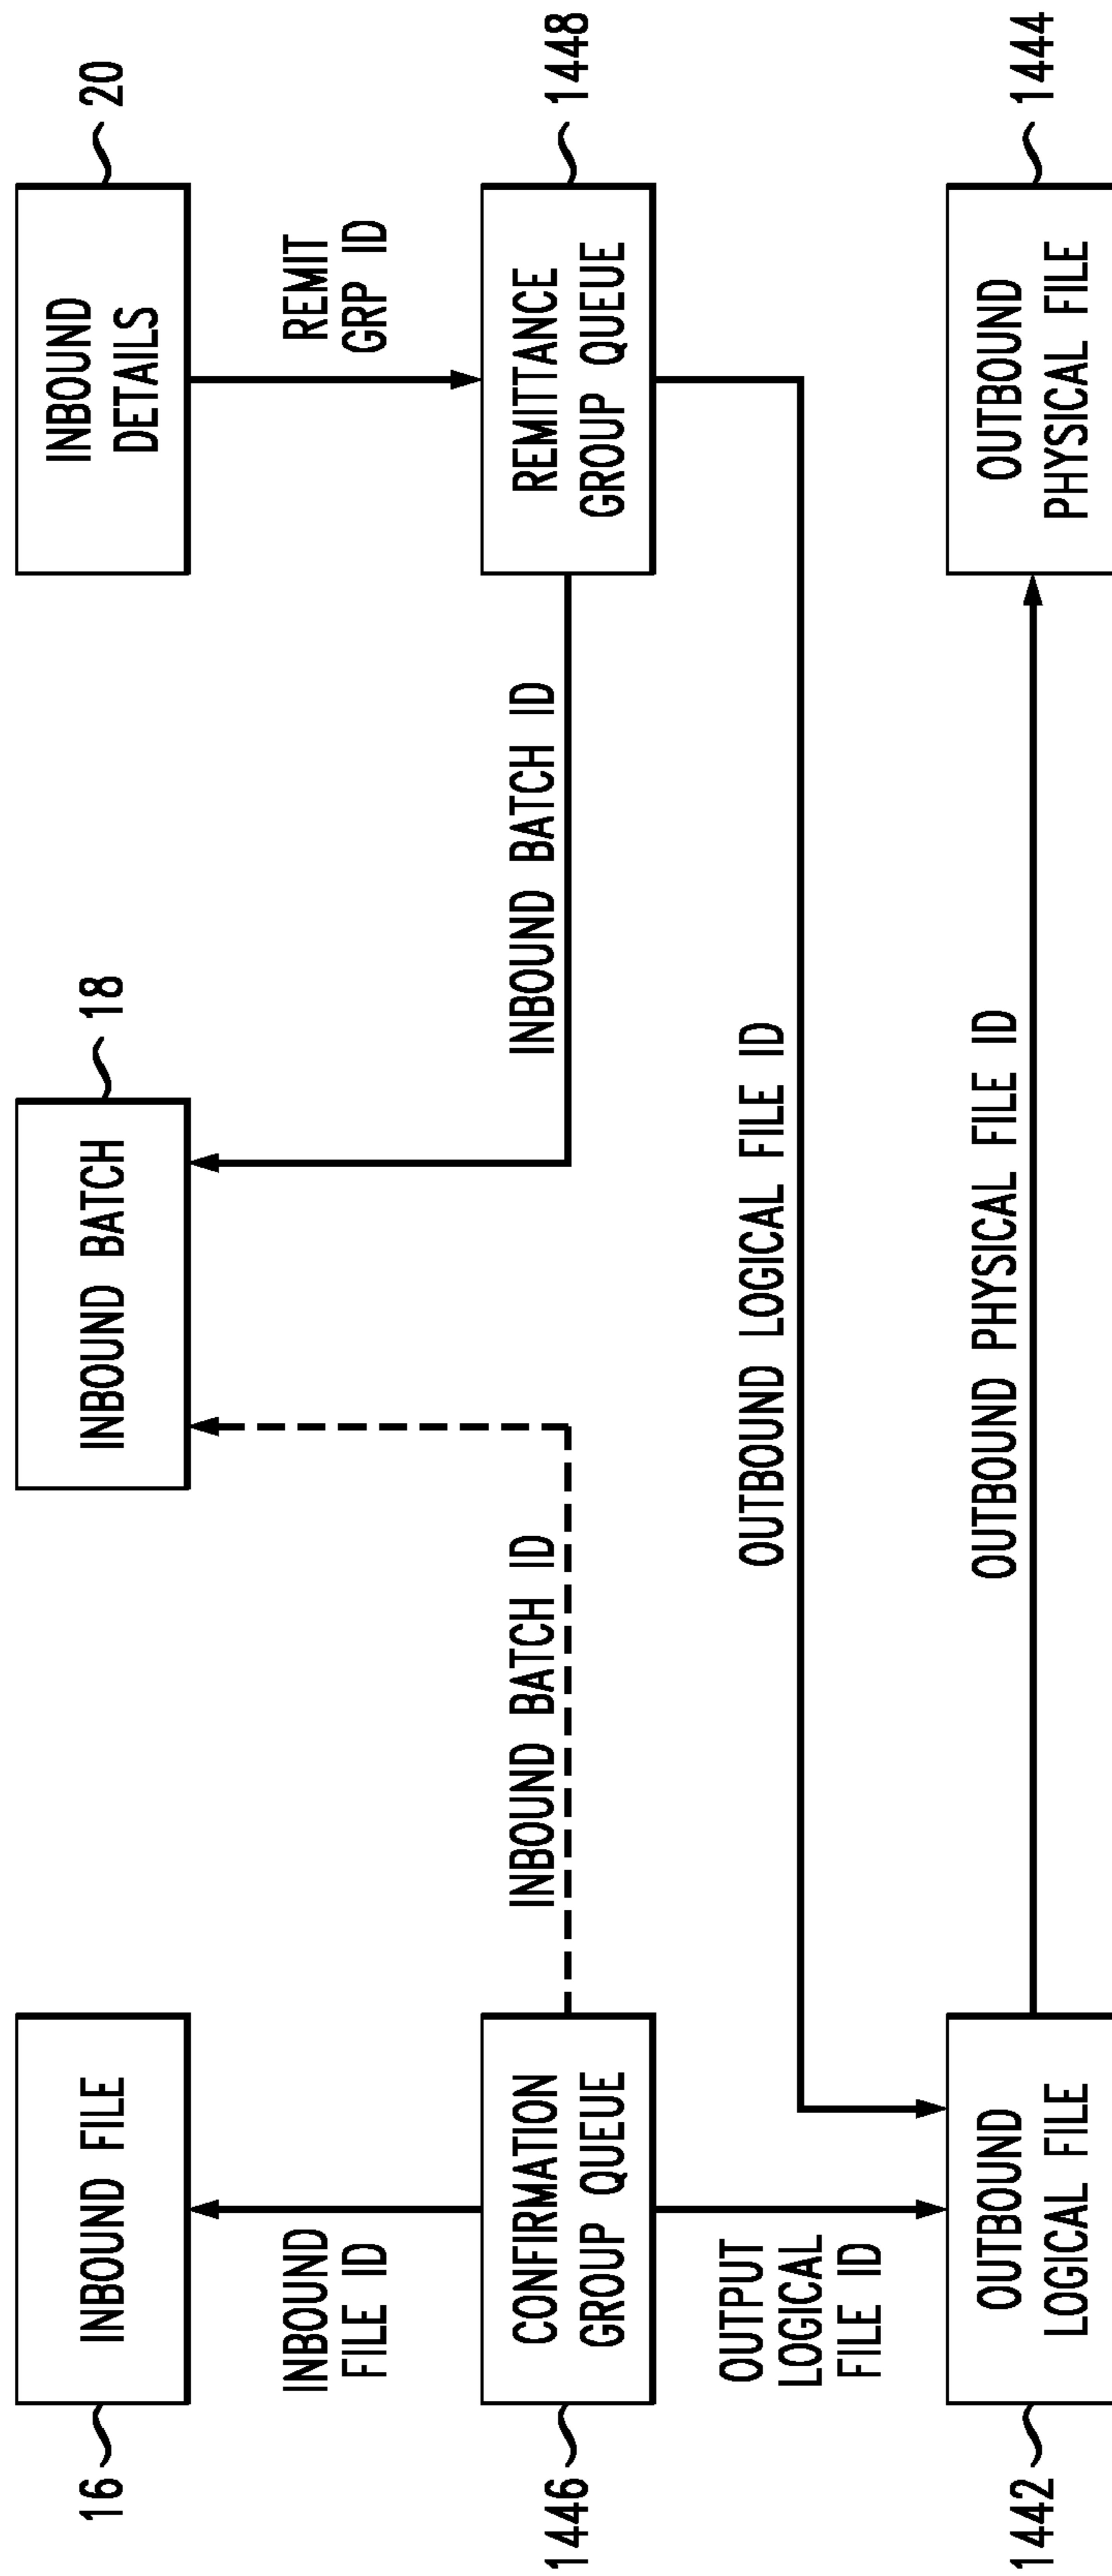 16
INBOUND FILE
INBOUND BATCH
18
INBOUND
DETAILS
20
INBOUND
FILE ID
REMIT
GRP ID
1446
CONFIRMATION
GROUP QUEUE
INBOUND BATCH ID
INBOUND BATCH ID
REMITTANCE
GROUP QUEUE
1448
OUTPUT
LOGICAL
FILE ID
OUTBOUND LOGICAL FILE ID
1442
OUTBOUND
LOGICAL FILE
OUTBOUND PHYSICAL FILE ID
OUTBOUND
PHYSICAL FILE
1444